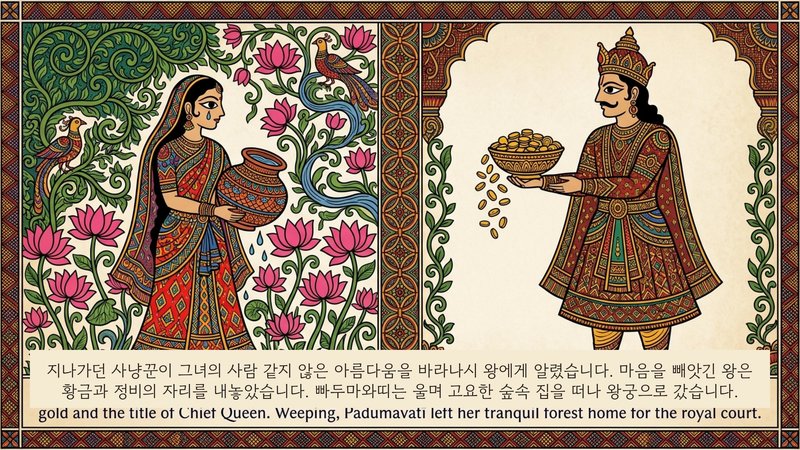 지나가던 사냥꾼이 그녀의 사람 같지 않은 아름다움을 바라나시 왕에게 알렸습니다. 마음을 빼앗긴 왕은
황금과 정비의 자리를 내놓았습니다. 빠두마와띠는 울며 고요한 숲속 집을 떠나 왕궁으로 갔습니다.
gold and the title of Chief Queen. Weeping, Padumavati left her tranquil forest home for the royal court.